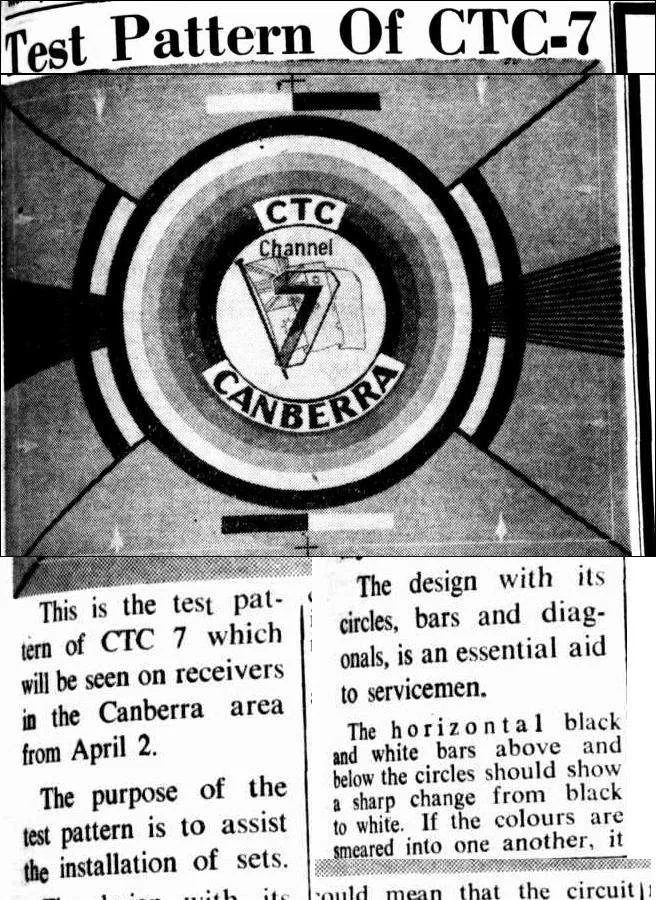 Test Pattern Of CTC-7
CTC
Channel
7
CANBERRA
This is the test pat-
tern of CTC 7 which
will be seen on receivers
in the Canberra area
from April 2.
The purpose of the
test pattern is to assist
the installation of sets.
The design with its
The design with its
circles, bars and diag-
onals, is an essential aid
to servicemen.
The horizontal black
and white bars above and
below the circles should show
a sharp change from black
to white. If the colours are
smeared into one another, it
could mean that the circuit